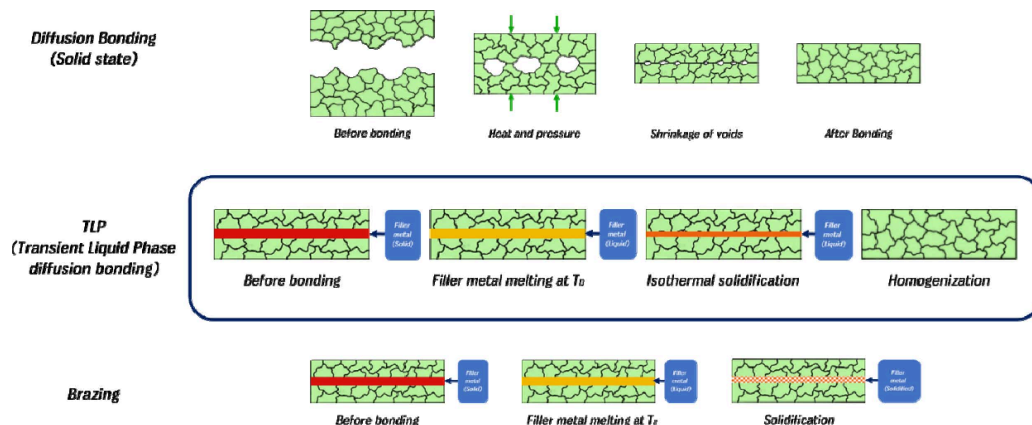 Diffusion Bonding
(Solid state)
Before bonding
Heat and pressure
Shrinkage of voids
After Bonding
TLP
(Transient Liquid Phase
diffusion bonding)
Filler
metal
(Solid)
Filler
metal
(Liquid)
Filler
metal
(Liquid)
Before bonding
Filler metal melting at T
Isothermal solidification
Homogenization
Brazing
Filler
metal
(Solid)
Filler
metal
(Liquid)
Filler
metal
(Solidified)
Before bonding
Filler metal melting at T
Solidification